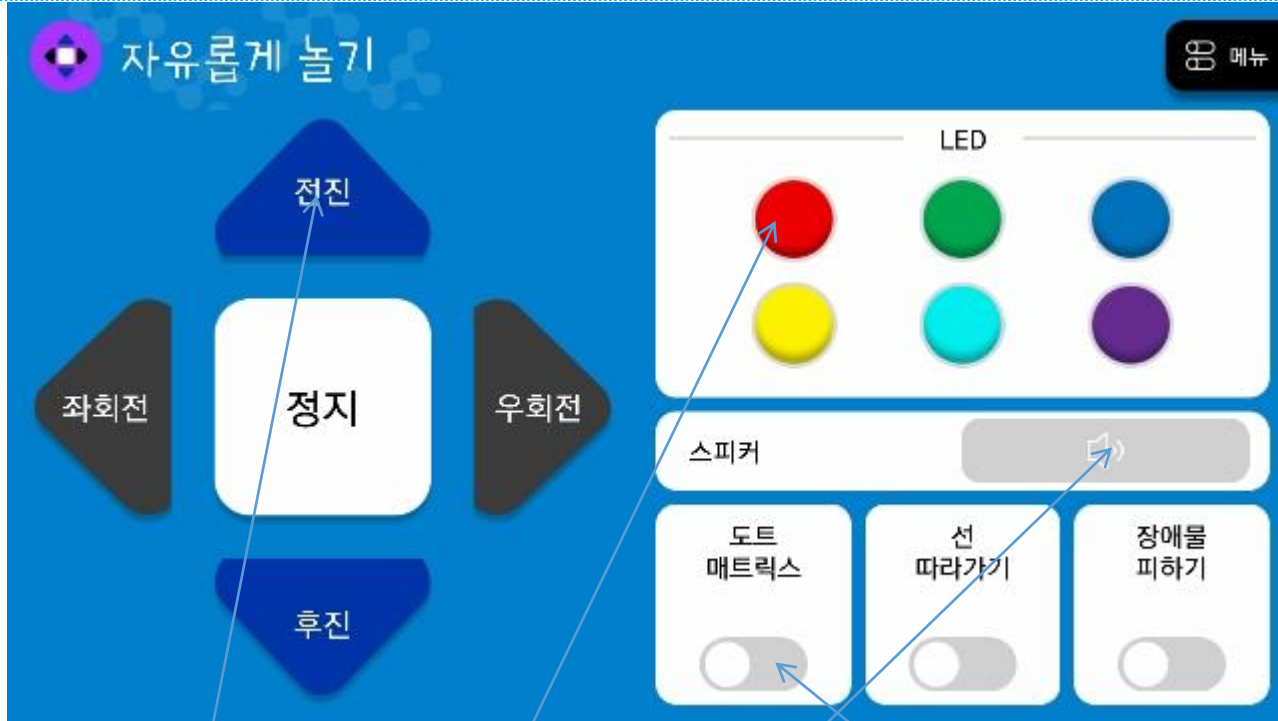 자유롭게 놀기
메뉴
전진
좌회전
정지
우회전
후진
LED
스피커
도트
매트릭스
선
따라가기
장애물
피하기